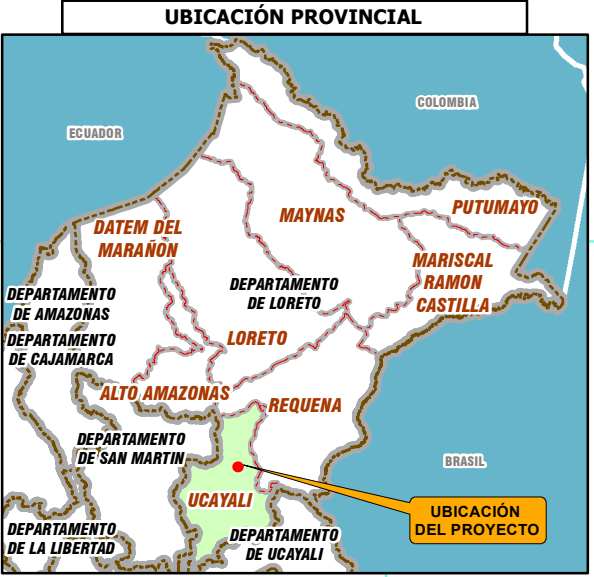 UBICACIÓN PROVINCIAL
COLOMBIA
ECUADOR
PUTUMAYO
MAYNAS
DATEM DEL
MARAÑÓN
MARISCAL
RAMON
CASTILLA
DEPARTAMENTO
DE LORETO
DEPARTAMENTO
DE AMAZONAS
DEPARTAMENTO
DE CAJAMARCA
LORETO
ALTO AMAZONAS
REQUENA
DEPARTAMENTO
DE SAN MARTIN
BRASIL
UCAYALI
UBICACIÓN
DEL PROYECTO
DEPARTAMENTO
DE LA LIBERTAD
DEPARTAMENTO
DE UCAYALI